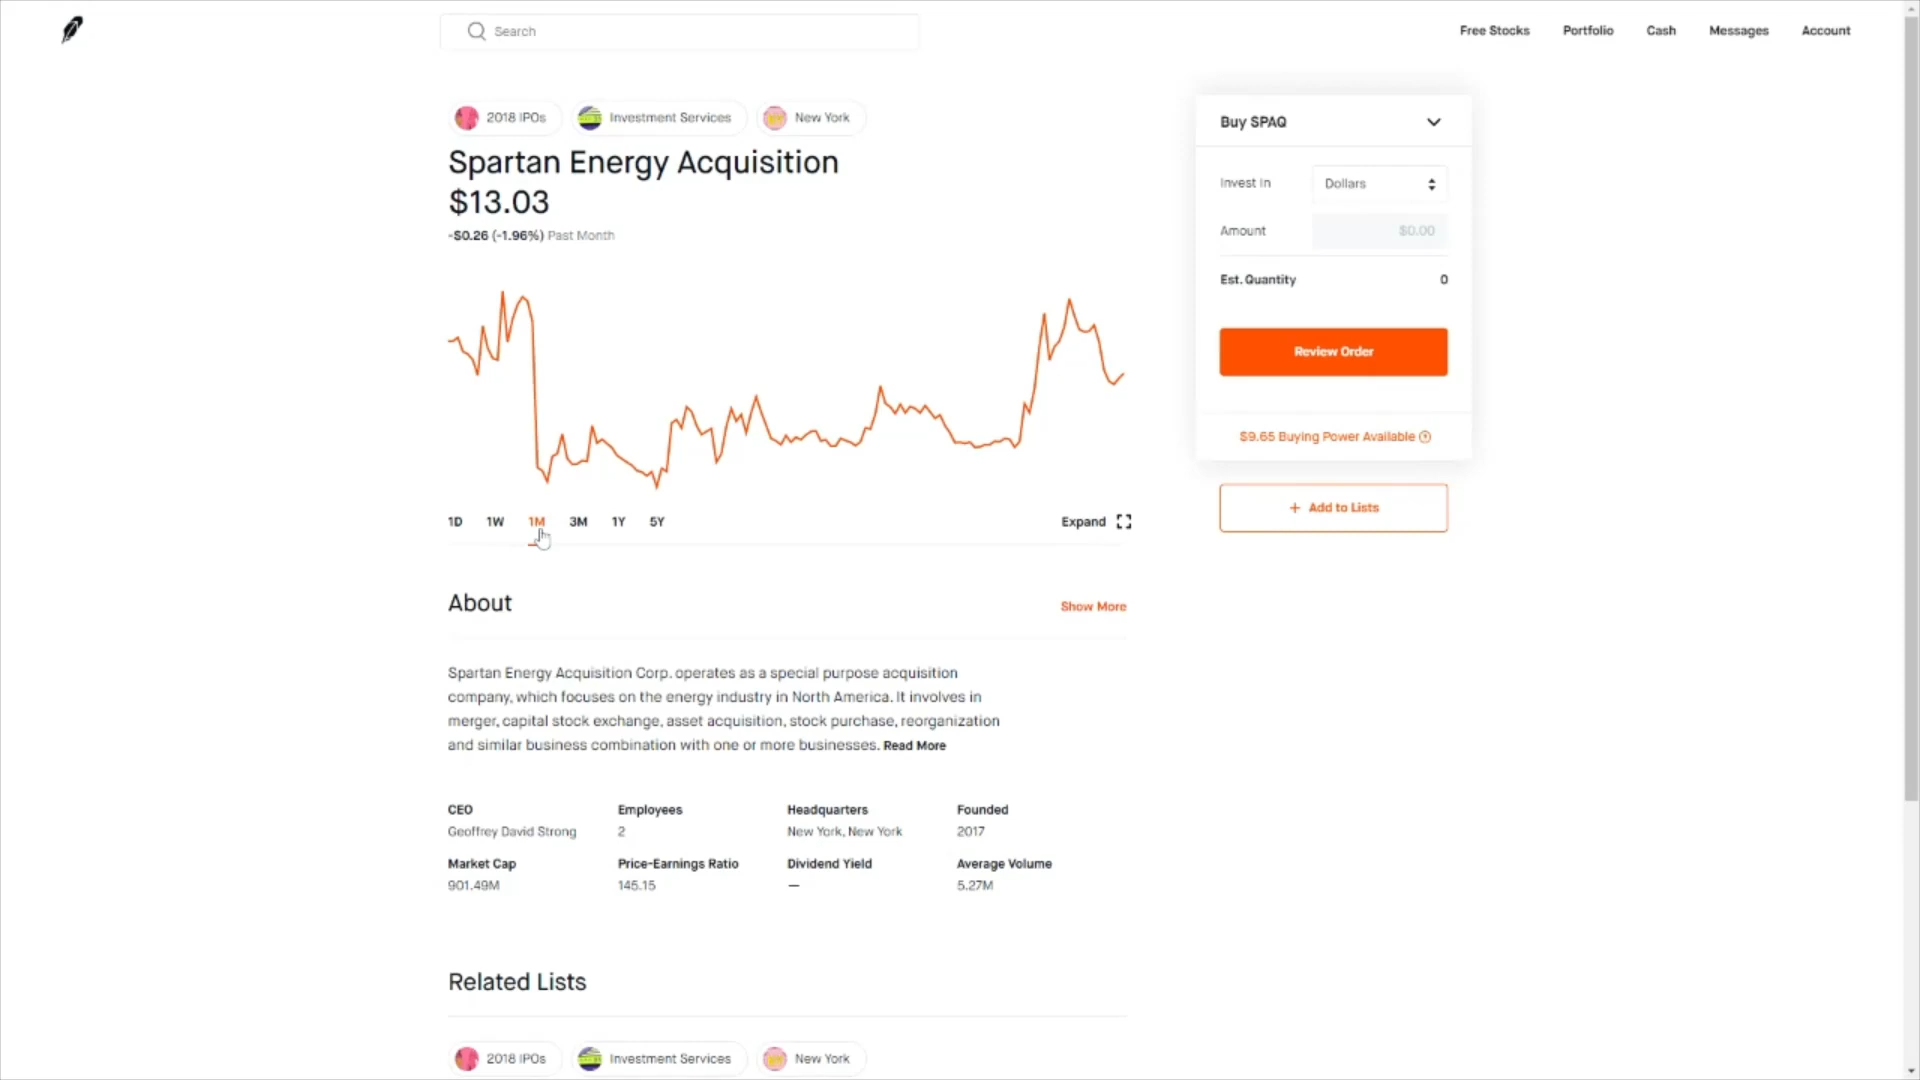 Search
Free Stocks Portfolio Cash Messages Account
2018 IPOs Investment Services New York
Spartan Energy Acquisition
$13.03
-$0.26 (-1.96%) Past Month
Buy SPAQ
Invest In Dollars
Amount $0.00
Est. Quantity 0
Review Order
$9.65 Buying Power Available
+ Add to Lists
1D 1W 1M 3M 1Y 5Y Expand
About Show More
Spartan Energy Acquisition Corp. operates as a special purpose acquisition
company, which focuses on the energy industry in North America. It involves in
merger, capital stock exchange, asset acquisition, stock purchase, reorganization
and similar business combination with one or more businesses. Read More
CEO Employees Headquarters Founded
Geoffrey David Strong 2 New York, New York 2017
Market Cap Price-Earnings Ratio Dividend Yield Average Volume
901.49M 145.15 — 5.27M
Related Lists
2018 IPOs Investment Services New York